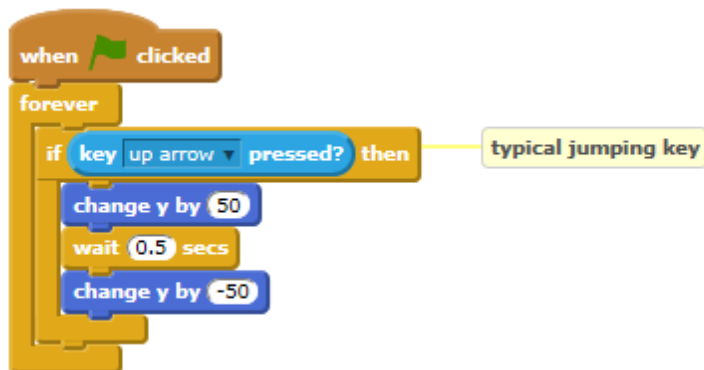 when clicked
forever
if key up arrow pressed? then
typical jumping key
change y by 50
wait 0.5 secs
change y by -50